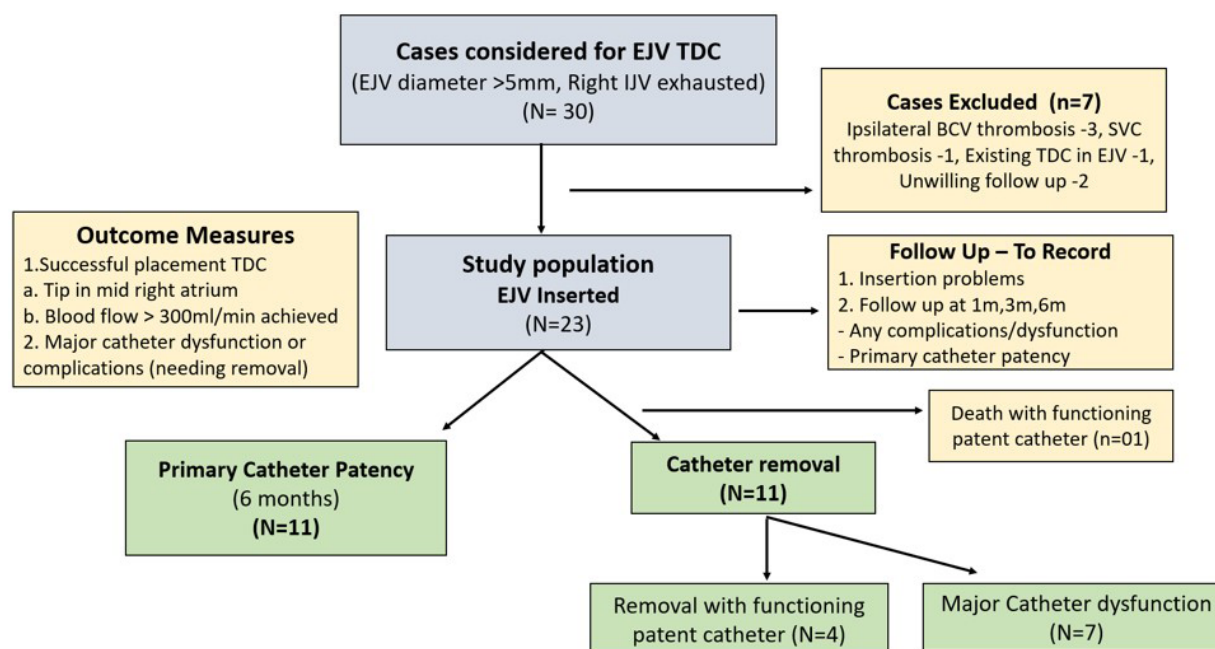 Cases considered for EJV TDC
(EJV diameter >5mm, Right IJV exhausted)
(N= 30)
Cases Excluded  (n=7)
Ipsilateral BCV thrombosis -3, SVC
thrombosis -1, Existing TDC in EJV -1,
Unwilling follow up -2
Outcome Measures
1.Successful placement TDC
a. Tip in mid right atrium
b. Blood flow > 300ml/min achieved
2. Major catheter dysfunction or
complications (needing removal)
Study population
EJV Inserted
(N=23)
Follow Up – To Record
1. Insertion problems
2. Follow up at 1m,3m,6m
- Any complications/dysfunction
- Primary catheter patency
Death with functioning
patent catheter (n=01)
Primary Catheter Patency
(6 months)
(N=11)
Catheter removal
(N=11)
Removal with functioning
patent catheter (N=4)
Major Catheter dysfunction
(N=7)